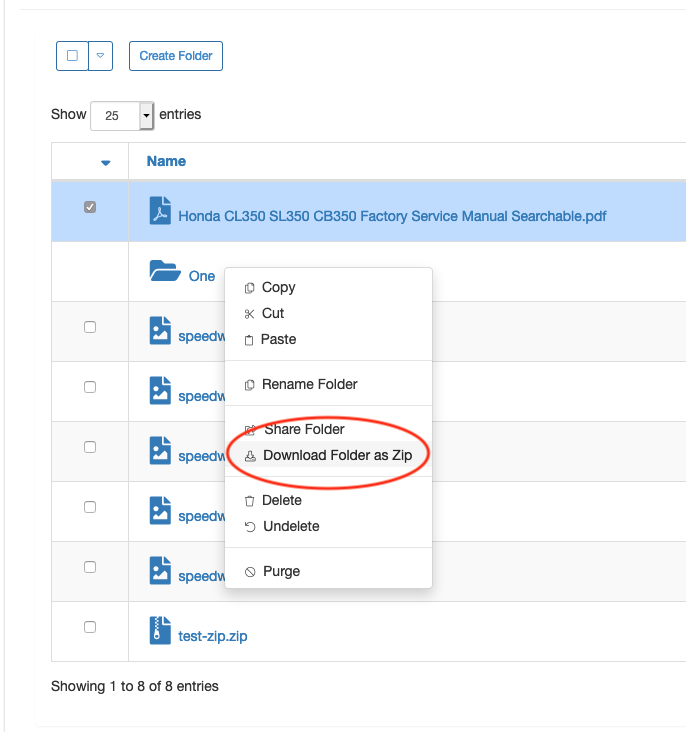 Create Folder
Show 25 entries
Name
Honda CL350 SL350 CB350 Factory Service Manual Searchable.pdf
One
Copy
Cut
Paste
speedw
Rename Folder
speedw
Share Folder
Download Folder as Zip
speedw
Delete
speedw
Undelete
Purge
speedw
test-zip.zip
Showing 1 to 8 of 8 entries